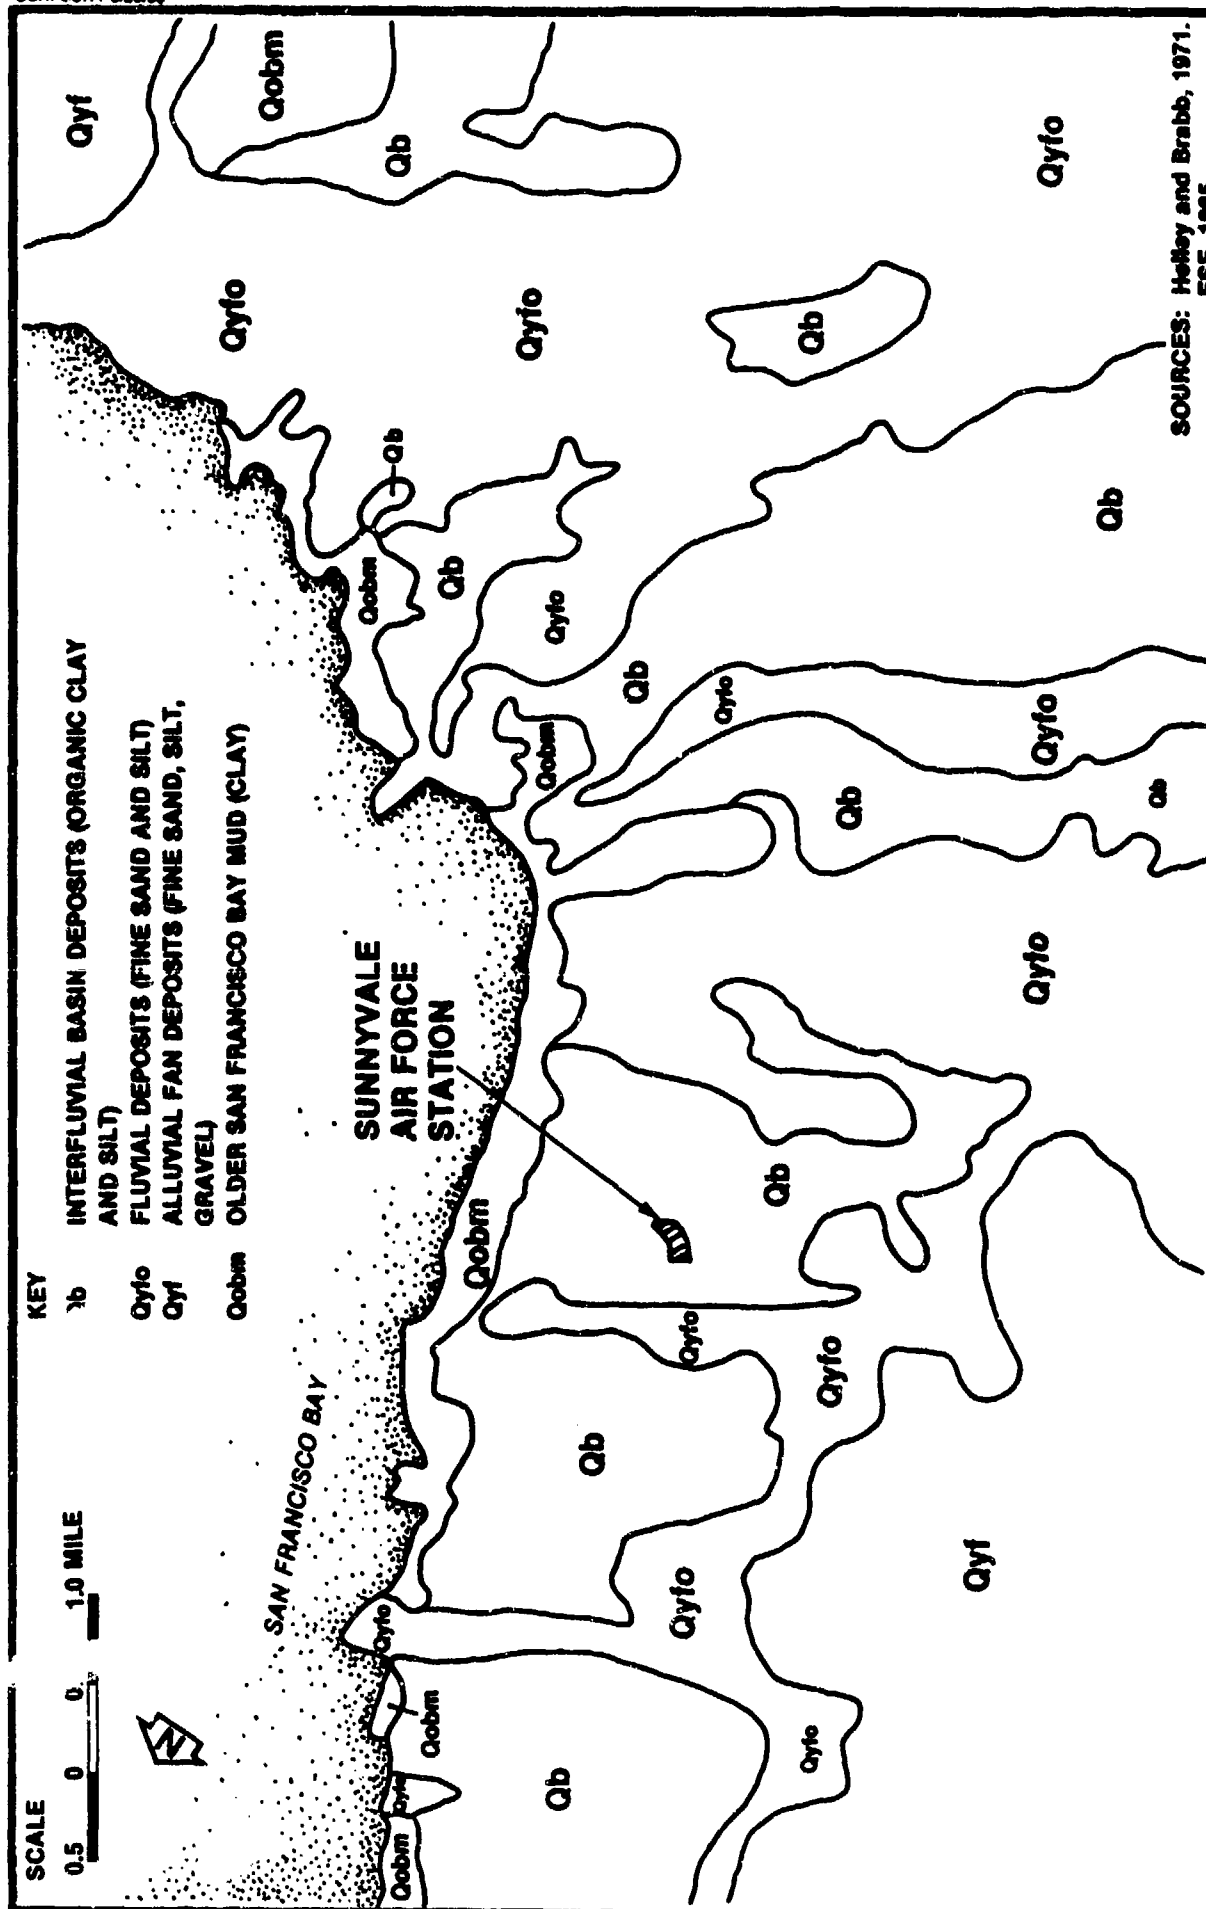 SCALE
0.5 0 0. 1.0 MILE
KEY
b INTERFLUVIAL BASIN DEPOSITS (ORGANIC CLAY
AND SILT)
Qyfo FLUVIAL DEPOSITS (FINE SAND AND SILT)
Qyf ALLUVIAL FAN DEPOSITS (FINE SAND, SILT,
GRAVEL)
Qobm OLDER SAN FRANCISCO BAY MUD (CLAY)
N
SAN FRANCISCO BAY
SUNNYVALE
AIR FORCE
STATION
Qyf
Qobm
Qb
Qyfo
Qyfo
Qyfo
Qb
Qb
Qobm
Qb
Qyfo
Qb
Qobm
Qyfo
Qb
Qyfo
Qb
Qb
Qyfo
Qobm
Qb
Qyfo
Qyfo
Qb
Qyfo
Qyfo
Qyf
Qobm
Qyfo
Qobm
Qb
Qyfo
SOURCES: Helley and Brabb, 1971.